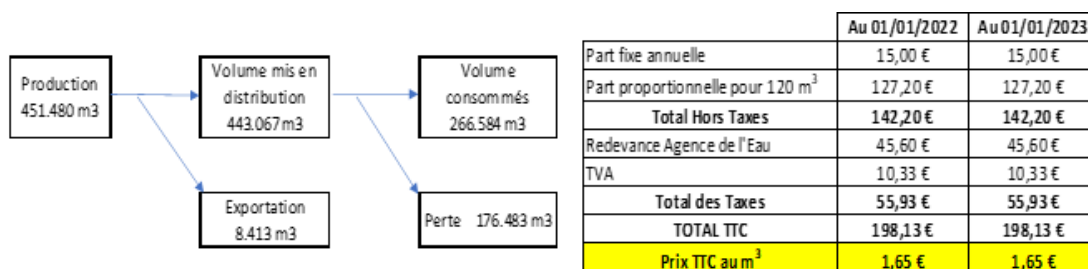 Production
451.480 m3
Volume mis en
distribution
443.067 m3
Volume
consommés
266.584 m3
Exportation
8.413 m3
Perte 176.483 m3
Au 01/01/2022 Au 01/01/2023
Part fixe annuelle 15,00 € 15,00 €
Part proportionnelle pour 120 m³ 127,20 € 127,20 €
Total Hors Taxes 142,20 € 142,20 €
Redevance Agence de l'Eau 45,60 € 45,60 €
TVA 10,33 € 10,33 €
Total des Taxes 55,93 € 55,93 €
TOTAL TTC 198,13 € 198,13 €
Prix TTC au m³ 1,65 € 1,65 €